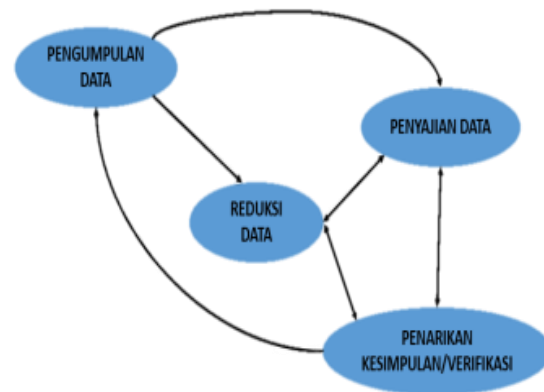 PENGUMPULAN
DATA
PENYAJIAN DATA
REDUKSI
DATA
PENARIKAN
KESIMPULAN/VERIFIKASI